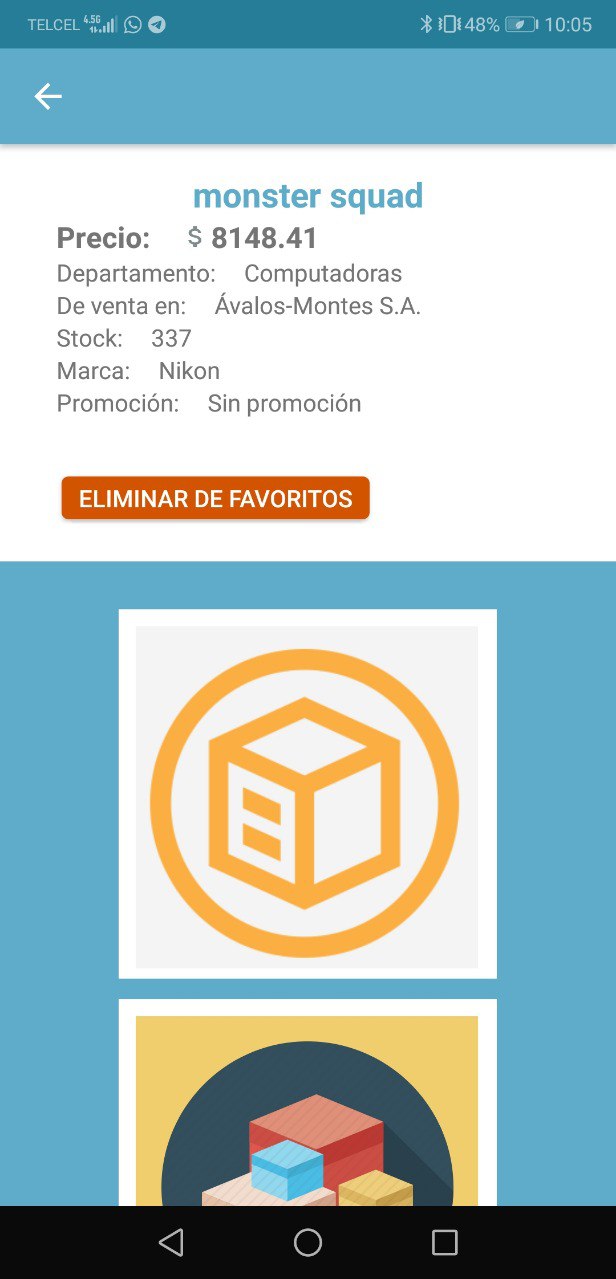 TELCEL 4.5G 48% 10:05
monster squad
Precio: $ 8148.41
Departamento: Computadoras
De venta en: Ávalos-Montes S.A.
Stock: 337
Marca: Nikon
Promoción: Sin promoción
ELIMINAR DE FAVORITOS